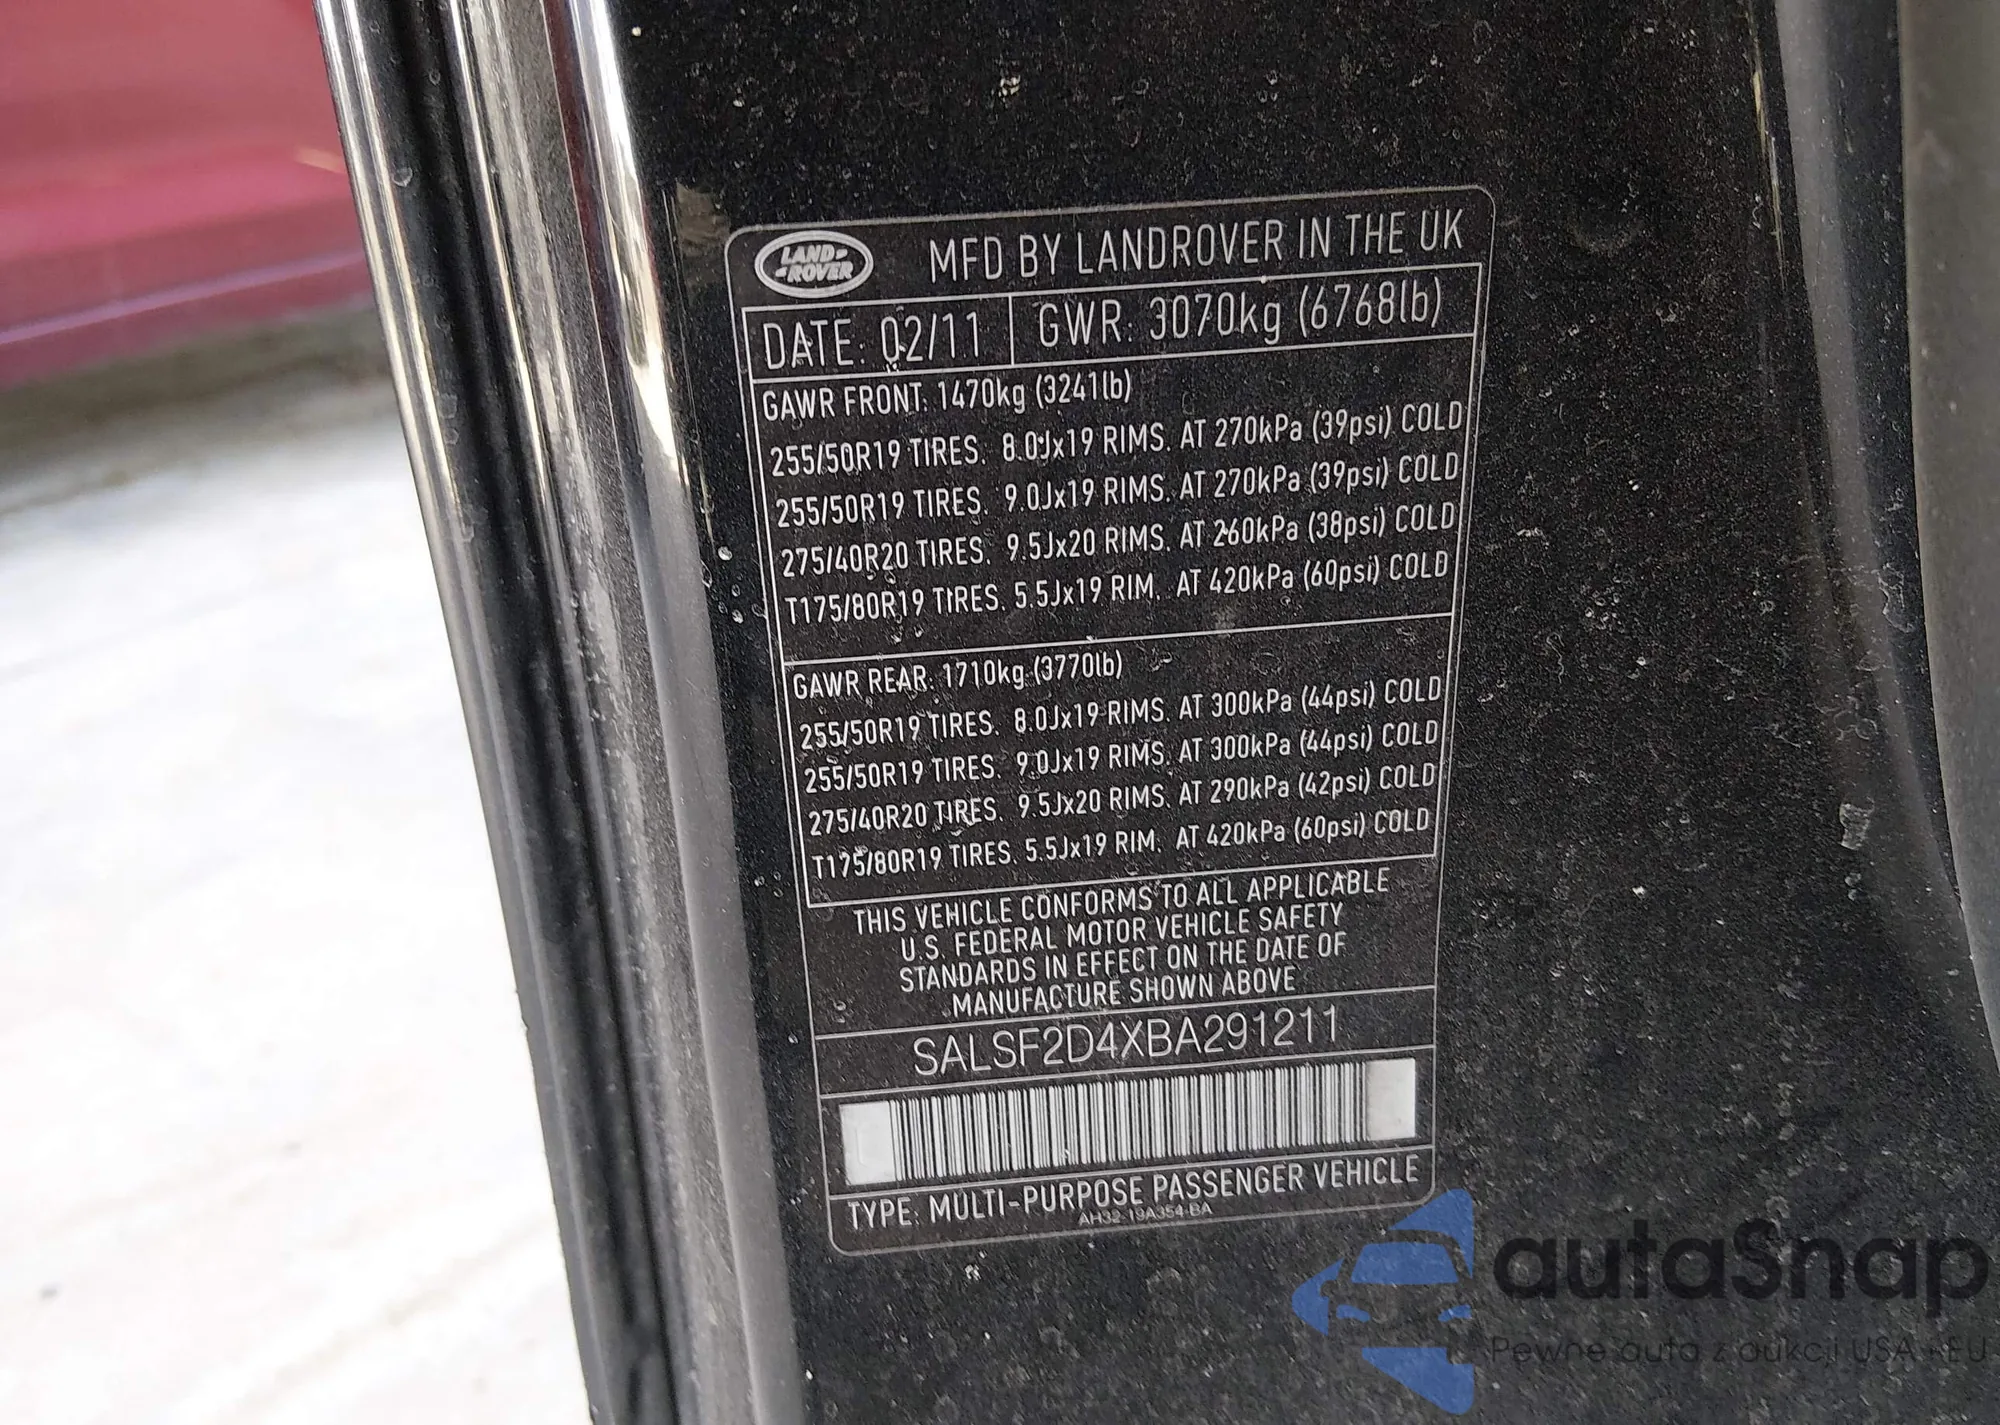 LAND ROVER
MFD BY LANDROVER IN THE UK
DATE: 02/11 GWR: 3070kg (6768lb)
GAWR FRONT: 1470kg (3241lb)
255/50R19 TIRES. 8.0Jx19 RIMS. AT 270kPa (39psi) COLD
255/50R19 TIRES. 9.0Jx19 RIMS. AT 270kPa (39psi) COLD
275/40R20 TIRES. 9.5Jx20 RIMS. AT 260kPa (38psi) COLD
T175/80R19 TIRES. 5.5Jx19 RIM. AT 420kPa (60psi) COLD
GAWR REAR: 1710kg (3770lb)
255/50R19 TIRES. 8.0Jx19 RIMS. AT 300kPa (44psi) COLD
255/50R19 TIRES. 9.0Jx19 RIMS. AT 300kPa (44psi) COLD
275/40R20 TIRES. 9.5Jx20 RIMS. AT 290kPa (42psi) COLD
T175/80R19 TIRES. 5.5Jx19 RIM. AT 420kPa (60psi) COLD
THIS VEHICLE CONFORMS TO ALL APPLICABLE
U.S. FEDERAL MOTOR VEHICLE SAFETY
STANDARDS IN EFFECT ON THE DATE OF
MANUFACTURE SHOWN ABOVE
SALSF2D4XBA291211
TYPE: MULTI-PURPOSE PASSENGER VEHICLE
AH32-19A354-BA
autaSnap
Pewne auta z aukcji USA - EU